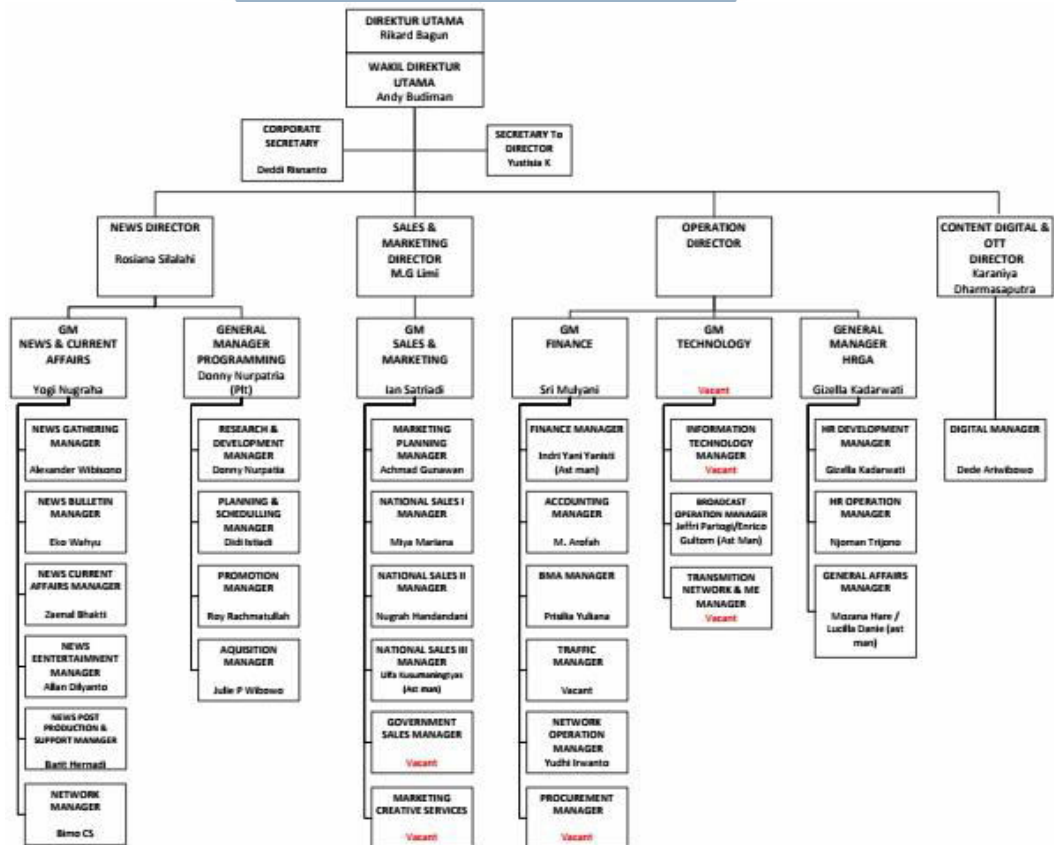 DIREKTUR UTAMA
Rikard Bagun
WAKIL DIREKTUR
UTAMA
Andy Budiman
CORPORATE
SECRETARY
Deddi Risnanto
SECRETARY To
DIRECTOR
Yustisia K
NEWS DIRECTOR
Rosiana Silalahi
SALES &
MARKETING
DIRECTOR
M.G Limi
OPERATION
DIRECTOR
CONTENT DIGITAL &
OTT
DIRECTOR
Karaniya
Dharmasaputra
GM
NEWS & CURRENT
AFFAIRS
Yogi Nugraha
GENERAL
MANAGER
PROGRAMMING
Donny Nurpatria
(Plt)
GM
SALES &
MARKETING
Ian Satriadi
GM
FINANCE
Sri Mulyani
GM
TECHNOLOGY
Vacant
GENERAL
MANAGER
HRGA
Gizella Kadarwati
NEWS GATHERING
MANAGER
Alexander Wibisono
NEWS BULLETIN
MANAGER
Eko Wahyu
NEWS CURRENT
AFFAIRS MANAGER
Zaenal Bhakti
NEWS
EENTERTAIMNENT
MANAGER
Allan Dilyanto
NEWS POST
PRODUCTION &
SUPPORT MANAGER
Barit Hernadi
NETWORK
MANAGER
Bimo CS
RESEARCH &
DEVELOPMENT
MANAGER
Donny Nurpatia
PLANNING &
SCHEDULLING
MANAGER
Didi Istiadi
PROMOTION
MANAGER
Roy Rachmatullah
AQUISITION
MANAGER
Julie P Wibowo
MARKETING
PLANNING
MANAGER
Achmad Gunawan
NATIONAL SALES I
MANAGER
Miya Mariana
NATIONAL SALES II
MANAGER
Nugrah Handandani
NATIONAL SALES III
MANAGER
Ulfa Kusumaningtyas
(Ast man)
GOVERNMENT
SALES MANAGER
Vacant
MARKETING
CREATIVE SERVICES
Vacant
FINANCE MANAGER
Indri Yani Yanisti
(Ast man)
ACCOUNTING
MANAGER
M. Arofah
BMA MANAGER
Prisilia Yuliana
TRAFFIC
MANAGER
Vacant
NETWORK
OPERATION
MANAGER
Yudhi Irwanto
PROCUREMENT
MANAGER
Vacant
INFORMATION
TECHNOLOGY
MANAGER
Vacant
BROADCAST
OPERATION MANAGER
Jeffri Partogi/Enrico
Gultom (Ast Man)
TRANSMITION
NETWORK & ME
MANAGER
Vacant
HR DEVELOPMENT
MANAGER
Gizella Kadarwati
HR OPERATION
MANAGER
Njoman Trijono
GENERAL AFFAIRS
MANAGER
Mozana Hare /
Lucilla Danie (ast
man)
DIGITAL MANAGER
Dede Ariwibowo